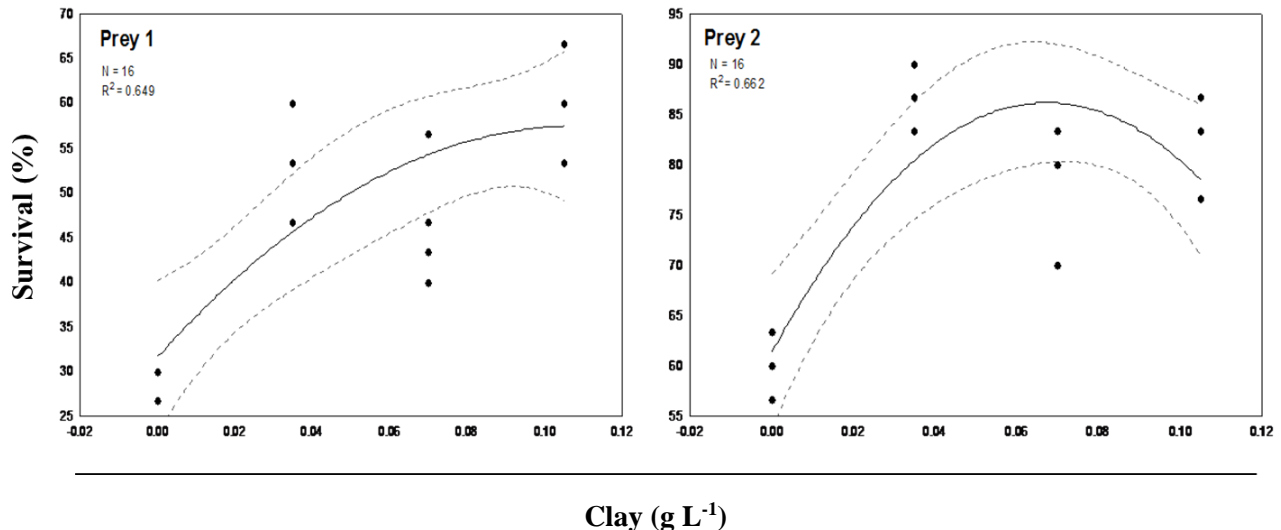 Prey 1
N = 16
R² = 0.649
70
65
60
55
50
45
40
35
30
25
-0.02 0.00 0.02 0.04 0.06 0.08 0.10 0.12
Prey 2
N = 16
R² = 0.662
95
90
85
80
75
70
65
60
55
-0.02 0.00 0.02 0.04 0.06 0.08 0.10 0.12
Survival (%)
Clay (g L⁻¹)